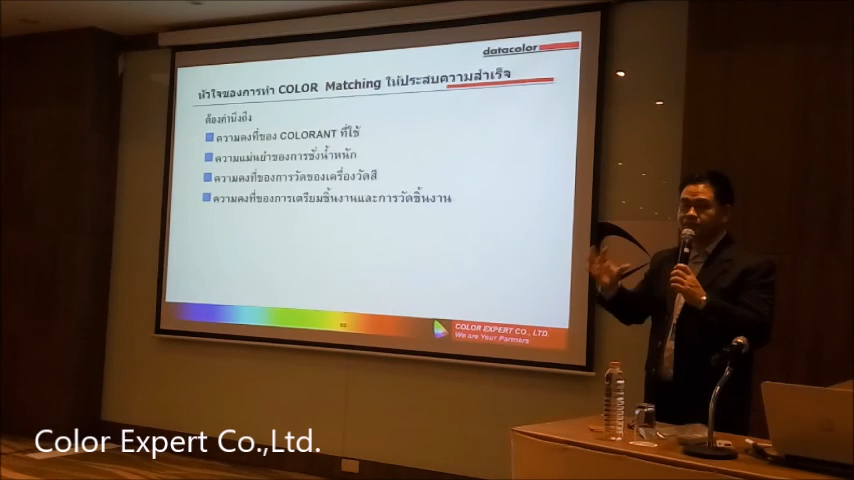 datacolor
หัวใจของการทำ COLOR Matching ให้ประสบความสำเร็จ
ต้องคำนึงถึง
ความคงที่ของ COLORANT ที่ใช้
ความแม่นยำของการชั่งน้ำหนัก
ความคงที่ของการวัดของเครื่องวัดสี
ความคงที่ของการเตรียมชิ้นงานและการวัดชิ้นงาน
COLOR EXPERT CO., LTD.
We are Your Partners
Color Expert Co.,Ltd.